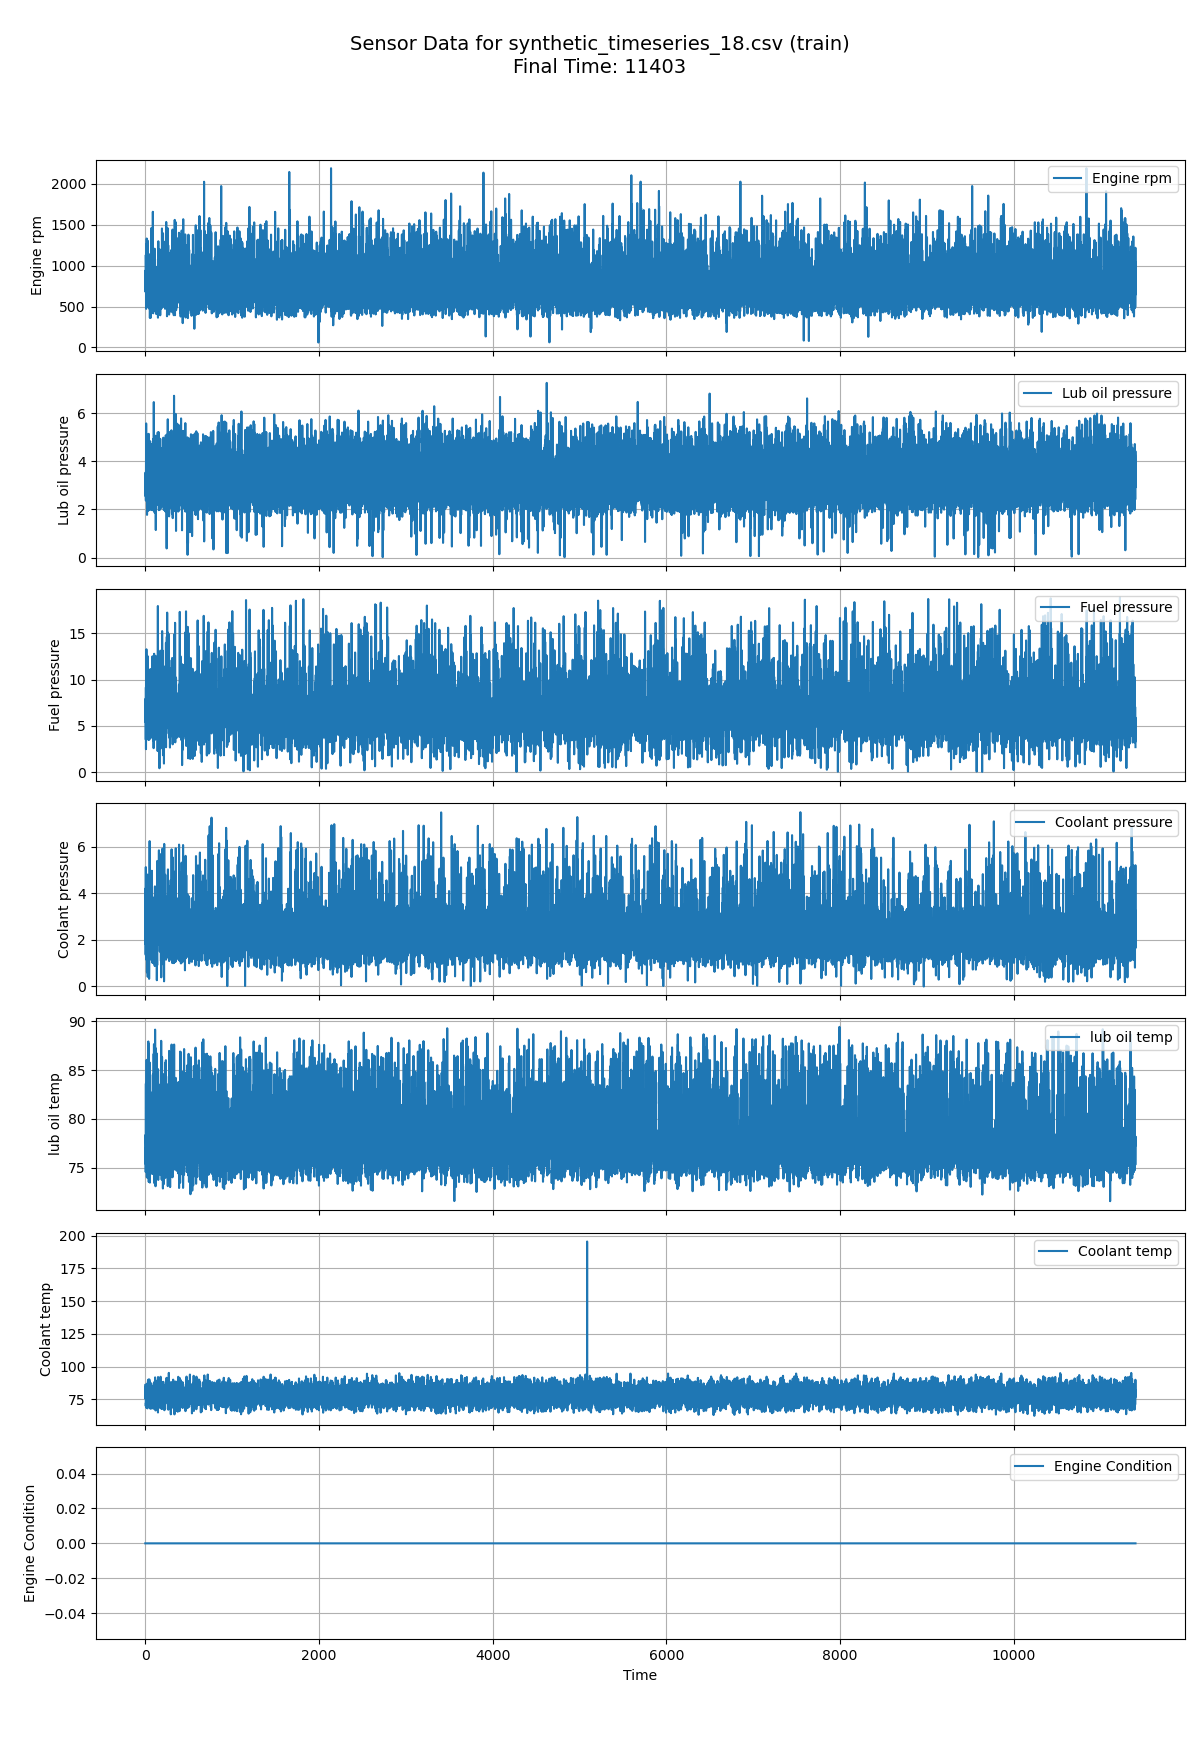 Sensor Data for synthetic_timeseries_18.csv (train)
Final Time: 11403
Engine rpm
2000
1500
1000
500
0
Engine rpm
Lub oil pressure
6
4
2
0
Lub oil pressure
Fuel pressure
15
10
5
0
Fuel pressure
Coolant pressure
6
4
2
0
Coolant pressure
lub oil temp
90
85
80
75
lub oil temp
Coolant temp
200
175
150
125
100
75
Coolant temp
Engine Condition
0.04
0.02
0.00
−0.02
−0.04
Engine Condition
0 2000 4000 6000 8000 10000
Time